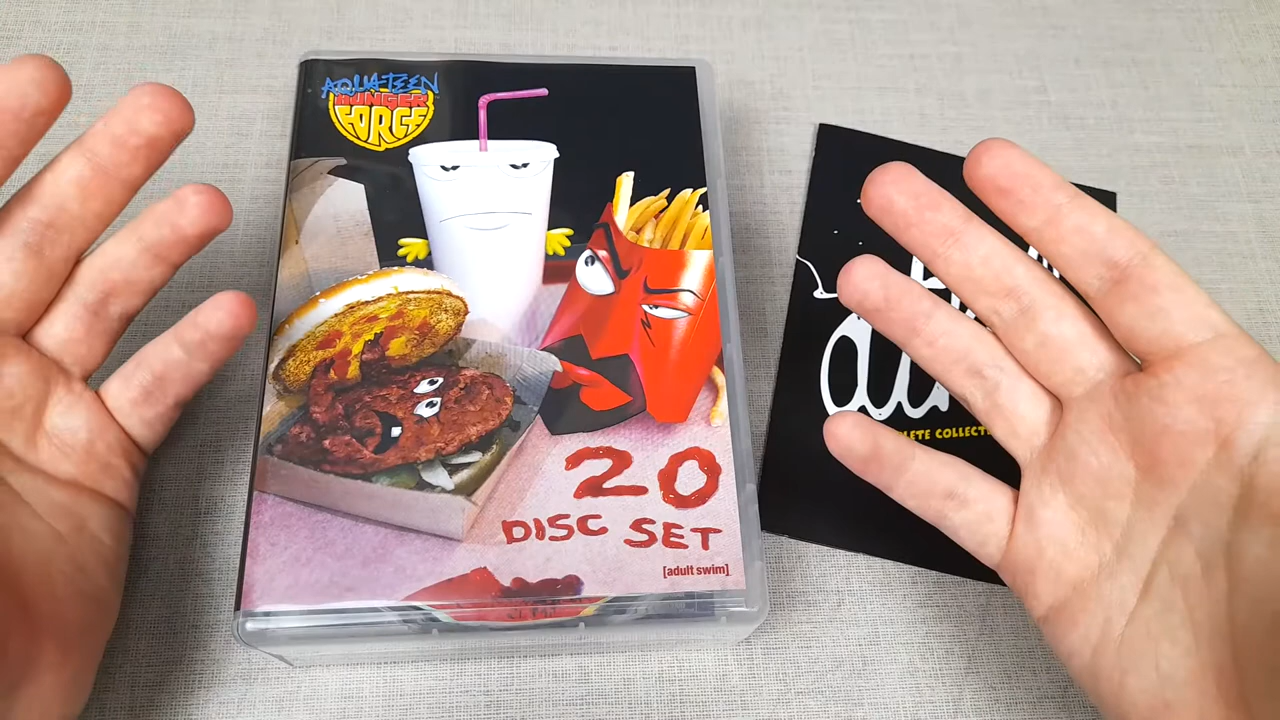 AQUA TEEN
HUNGER
FORCE
20
DISC SET
[adult swim]